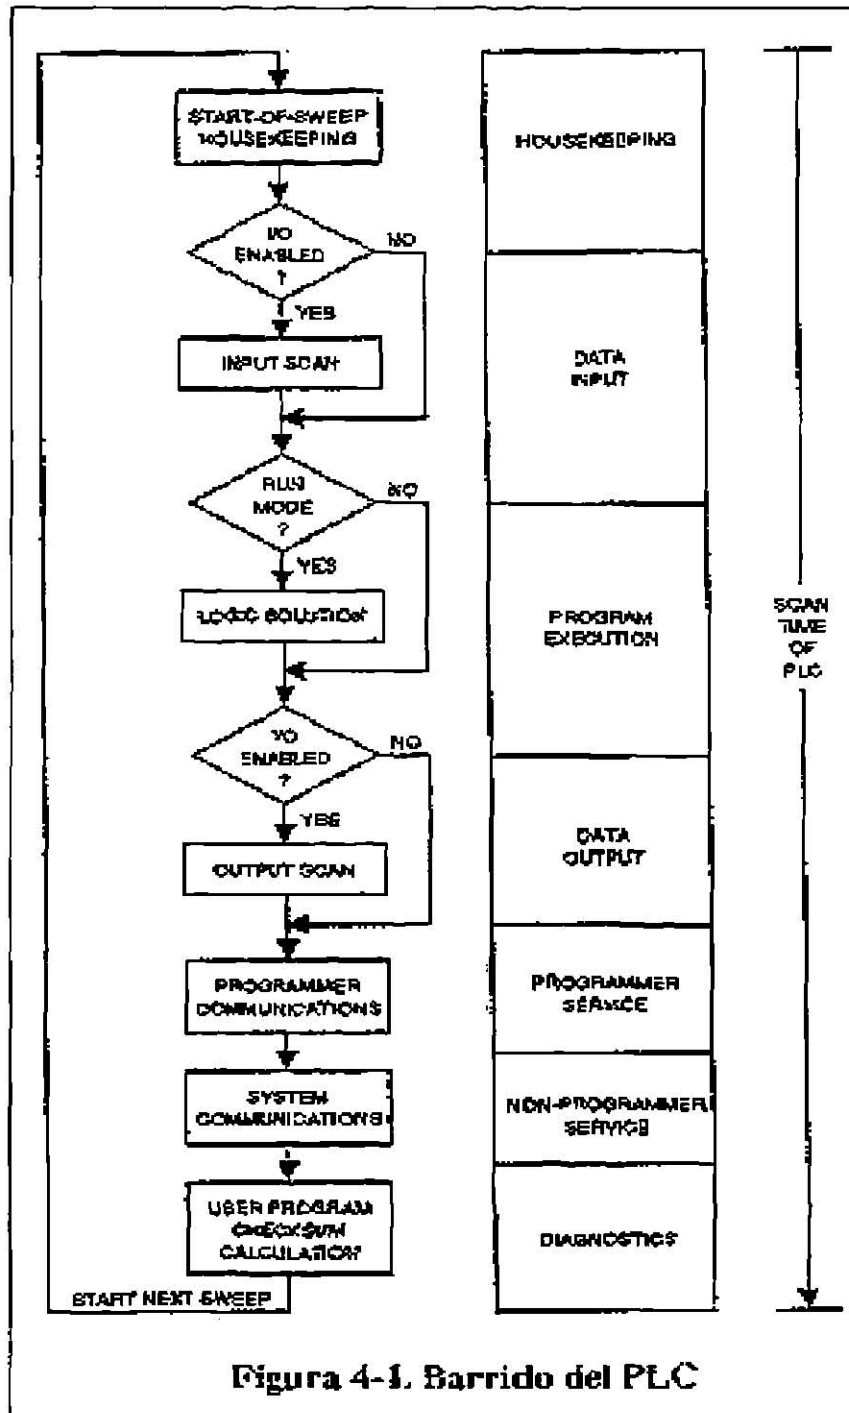 START-OF-SWEEP
HOUSEKEEPING
I/O
ENABLED
?
NO
YES
INPUT SCAN
RUN
MODE
?
NO
YES
LOGIC SOLUTION
I/O
ENABLED
?
NO
YES
OUTPUT SCAN
PROGRAMMER
COMMUNICATIONS
SYSTEM
COMMUNICATIONS
USER PROGRAM
CHECKSUM
CALCULATION
START NEXT SWEEP
HOUSEKEEPING
DATA
INPUT
PROGRAM
EXECUTION
DATA
OUTPUT
PROGRAMMER
SERVICE
NON-PROGRAMMER
SERVICE
DIAGNOSTICS
SCAN
TIME
OF
PLC
Figura 4-1. Barrido del PLC